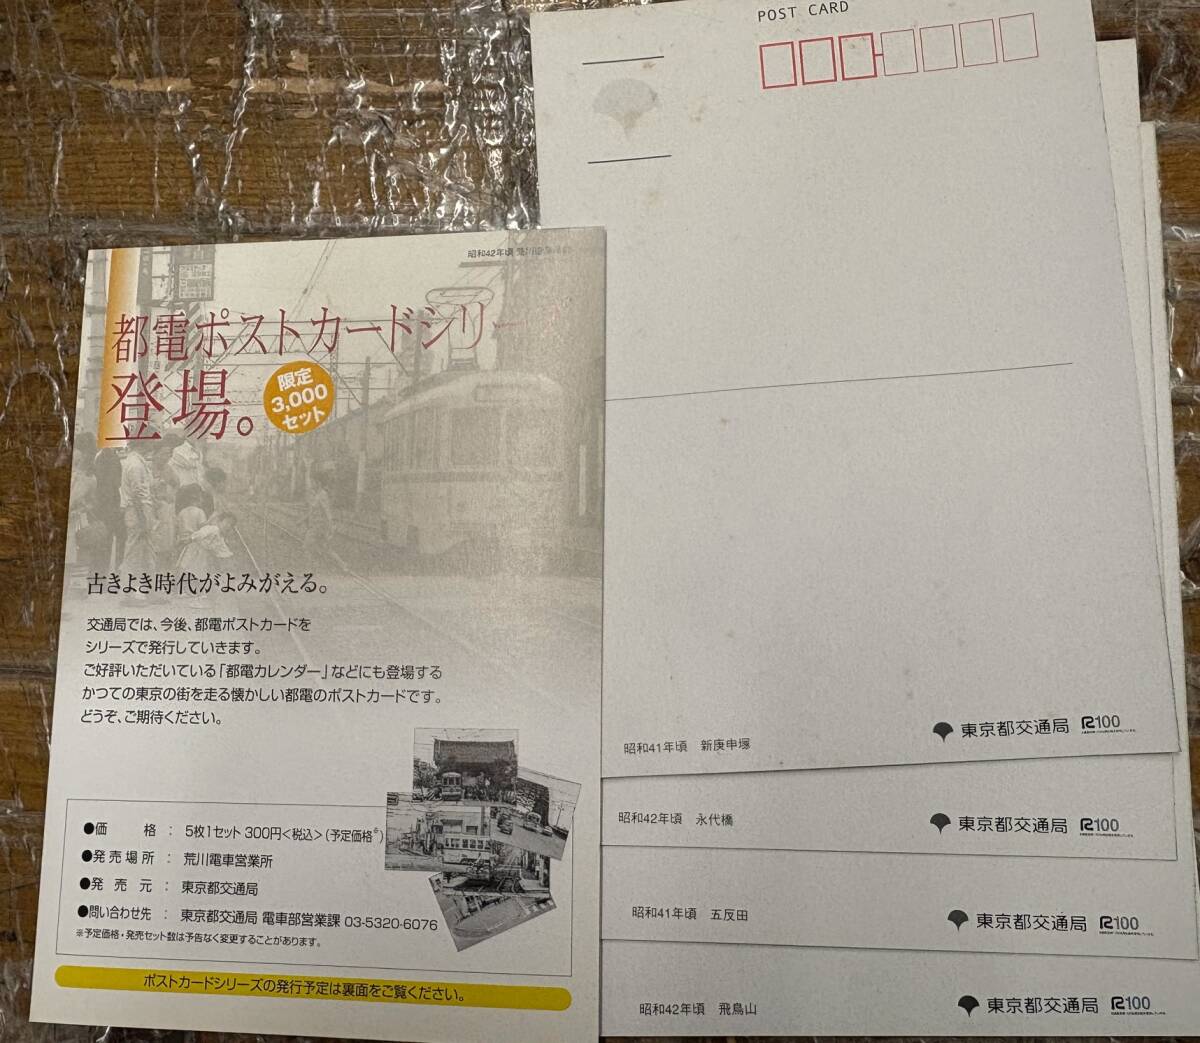 昭和42年頃
都電ポストカードシリー
登場。
限定
3,000
セット
古きよき時代がよみがえる。
交通局では、今後、都電ポストカードを
シリーズで発行していきます。
ご好評いただいている「都電カレンダー」などにも登場する
かつての東京の街を走る懐かしい都電のポストカードです。
どうぞ、ご期待ください。
●価　格：5枚1セット 300円<税込>(予定価格※)
●発売場所：荒川電車営業所
●発売元：東京都交通局
●問い合わせ先：東京都交通局 電車部営業課 03-5320-6076
※予定価格・発売セット数は予告なく変更することがあります。
ポストカードシリーズの発行予定は裏面をご覧ください。
POST CARD
昭和41年頃　新庚申塚
東京都交通局 R100
昭和42年頃　永代橋
東京都交通局 R100
昭和41年頃　五反田
東京都交通局 R100
昭和42年頃　飛鳥山
東京都交通局 R100